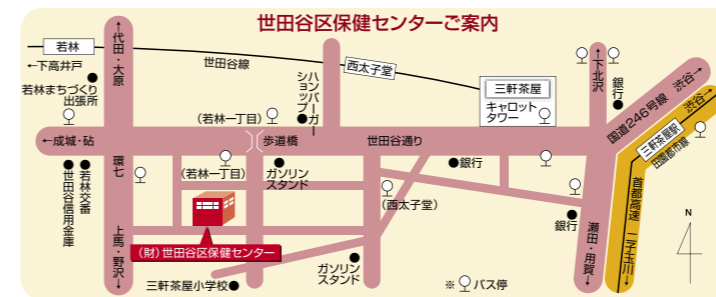 世田谷区保健センターご案内
↑代田・大原
若林
←下高井戸
世田谷線
若林まちづくり
出張所
ハンバーガー
ショップ
西太子堂
三軒茶屋
キャロット
タワー
↑下北沢
銀行
国道246号線 渋谷→
渋谷→
三軒茶屋駅
田園都市線
(若林一丁目)
←成城・砧
歩道橋
世田谷通り
環七
若林交番
世田谷信用金庫
(若林一丁目)
ガソリン
スタンド
銀行
(西太子堂)
首都高速
二子玉川↓
銀行
瀬田・用賀↓
上馬・野沢↓
(財)世田谷区保健センター
三軒茶屋小学校
ガソリン
スタンド
※ バス停
N